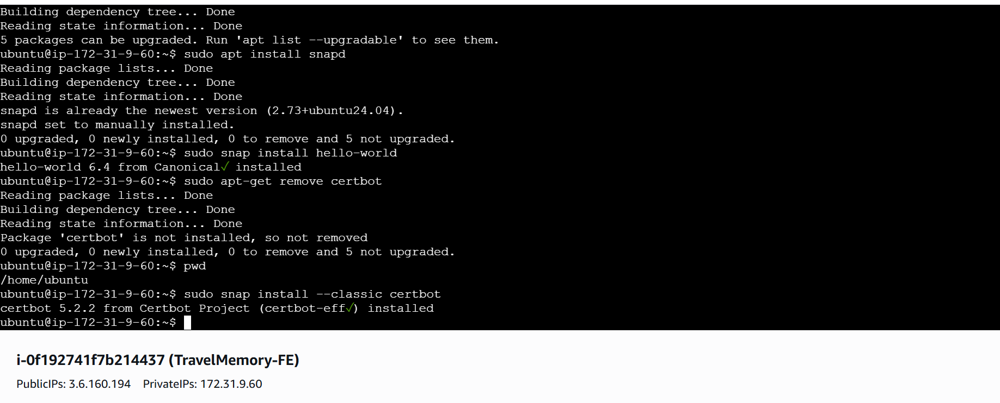 Building dependency tree... Done
Reading state information... Done
5 packages can be upgraded. Run 'apt list --upgradable' to see them.
ubuntu@ip-172-31-9-60:~$ sudo apt install snapd
Reading package lists... Done
Building dependency tree... Done
Reading state information... Done
snapd is already the newest version (2.73+ubuntu24.04).
snapd set to manually installed.
0 upgraded, 0 newly installed, 0 to remove and 5 not upgraded.
ubuntu@ip-172-31-9-60:~$ sudo snap install hello-world
hello-world 6.4 from Canonical✓ installed
ubuntu@ip-172-31-9-60:~$ sudo apt-get remove certbot
Reading package lists... Done
Building dependency tree... Done
Reading state information... Done
Package 'certbot' is not installed, so not removed
0 upgraded, 0 newly installed, 0 to remove and 5 not upgraded.
ubuntu@ip-172-31-9-60:~$ pwd
/home/ubuntu
ubuntu@ip-172-31-9-60:~$ sudo snap install --classic certbot
certbot 5.2.2 from Certbot Project (certbot-eff✓) installed
ubuntu@ip-172-31-9-60:~$
i-0f192741f7b214437 (TravelMemory-FE)
PublicIPs: 3.6.160.194 PrivateIPs: 172.31.9.60